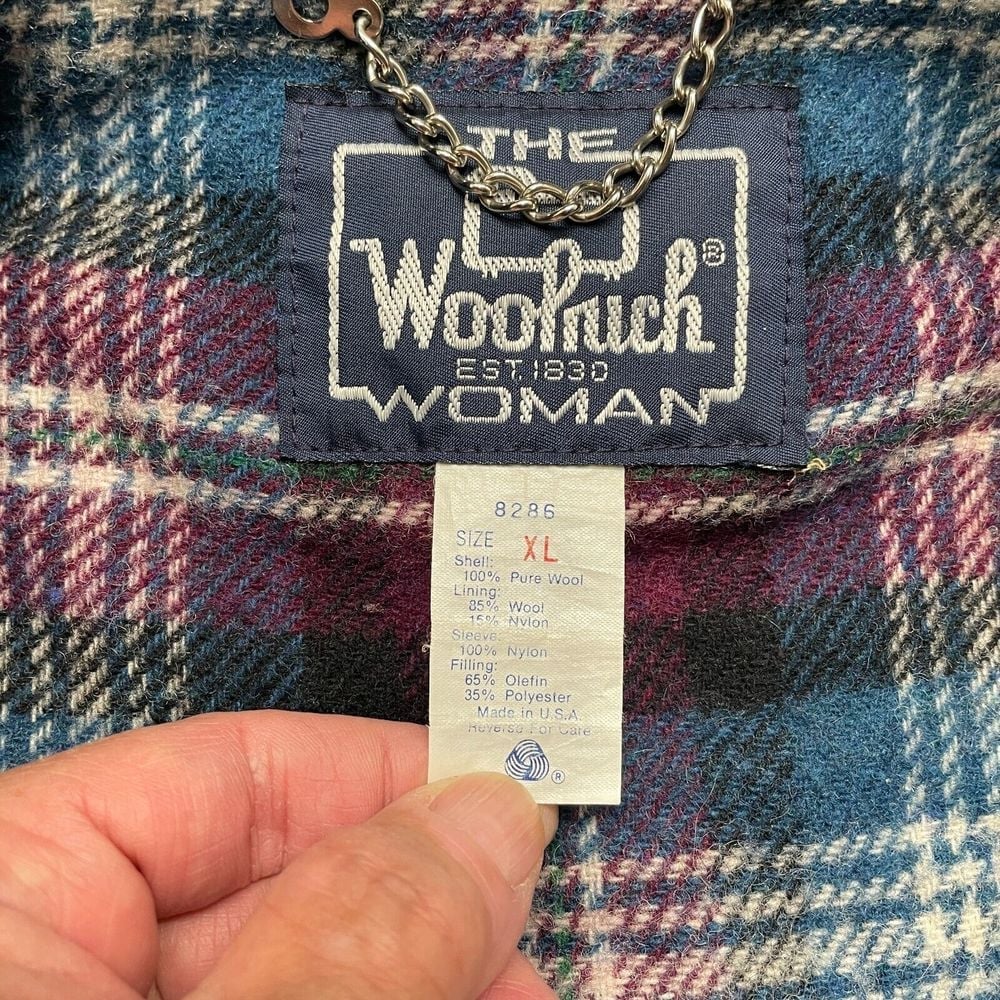 THE
Woolrich®
EST. 1830
WOMAN
8286
SIZE XL
Shell:
100% Pure Wool
Lining:
85% Wool
15% Nylon
Sleeve:
100% Nylon
Filling:
65% Olefin
35% Polyester
Made in U.S.A.
Reverse For Care
®